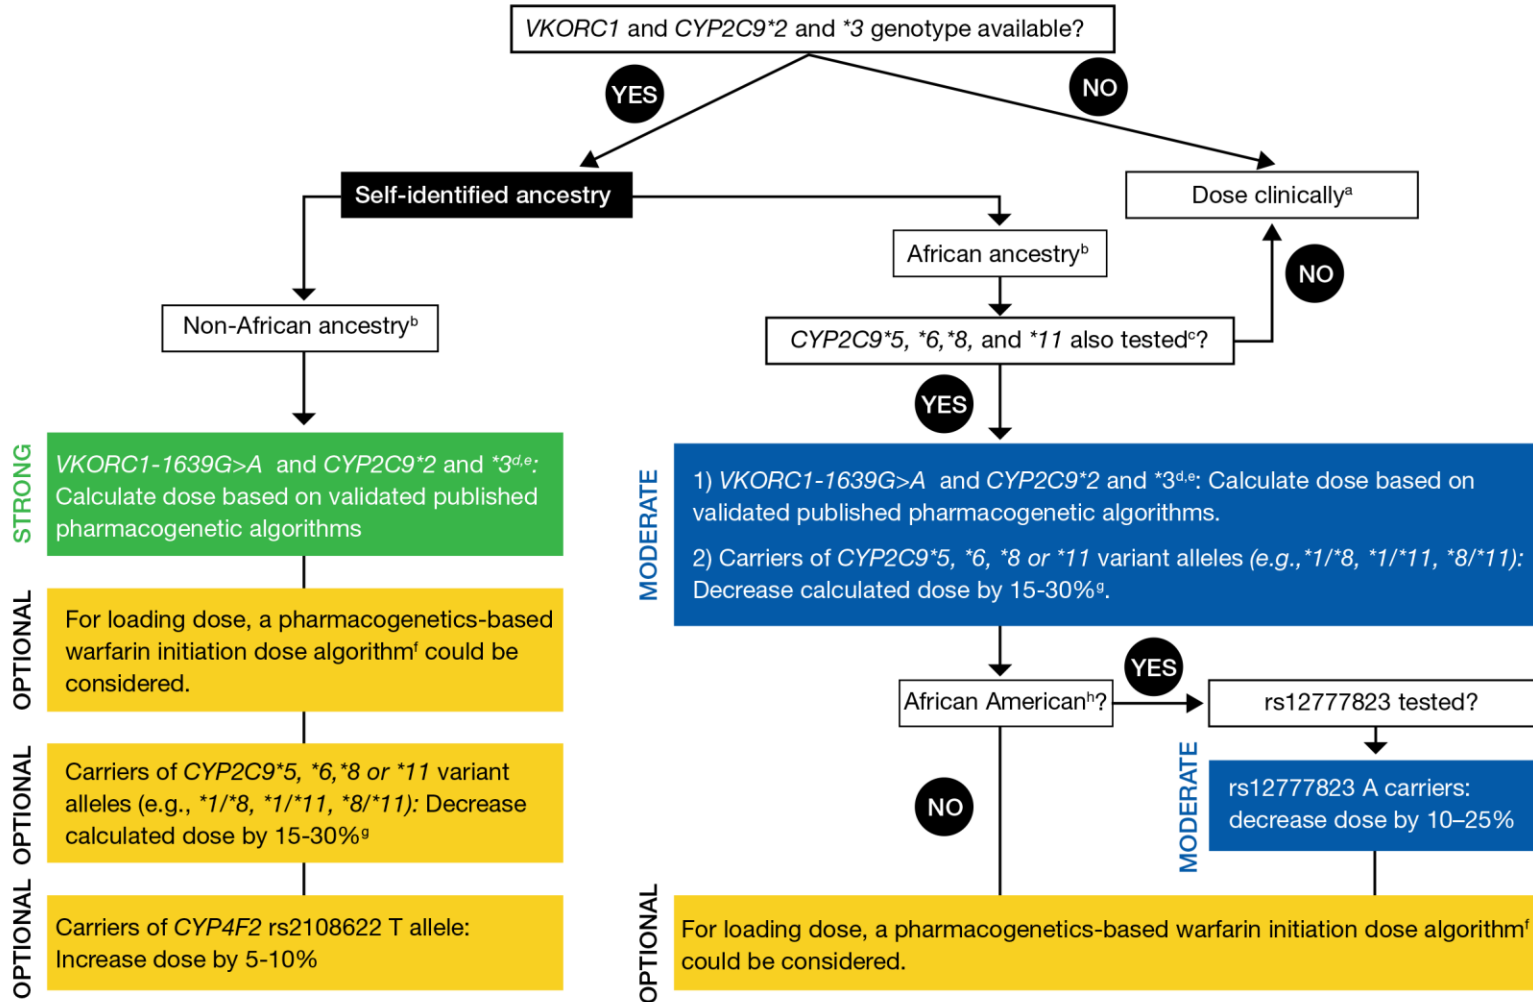 VKORC1 and CYP2C9*2 and *3 genotype available?
YES
NO
Self-identified ancestry
Dose clinicallyᵃ
African ancestryᵇ
NO
Non-African ancestryᵇ
CYP2C9*5, *6,*8, and *11 also testedᶜ?
YES
STRONG
VKORC1-1639G>A and CYP2C9*2 and *3ᵈ,ᵉ:
Calculate dose based on validated published
pharmacogenetic algorithms
MODERATE
1) VKORC1-1639G>A and CYP2C9*2 and *3ᵈ,ᵉ: Calculate dose based on
validated published pharmacogenetic algorithms.
2) Carriers of CYP2C9*5, *6, *8 or *11 variant alleles (e.g.,*1/*8, *1/*11, *8/*11):
Decrease calculated dose by 15-30%ᵍ.
OPTIONAL
For loading dose, a pharmacogenetics-based
warfarin initiation dose algorithmᶠ could be
considered.
African Americanʰ?
YES
rs12777823 tested?
OPTIONAL
Carriers of CYP2C9*5, *6,*8 or *11 variant
alleles (e.g., *1/*8, *1/*11, *8/*11): Decrease
calculated dose by 15-30%ᵍ
NO
MODERATE
rs12777823 A carriers:
decrease dose by 10–25%
OPTIONAL
Carriers of CYP4F2 rs2108622 T allele:
Increase dose by 5-10%
OPTIONAL
For loading dose, a pharmacogenetics-based warfarin initiation dose algorithmᶠ
could be considered.